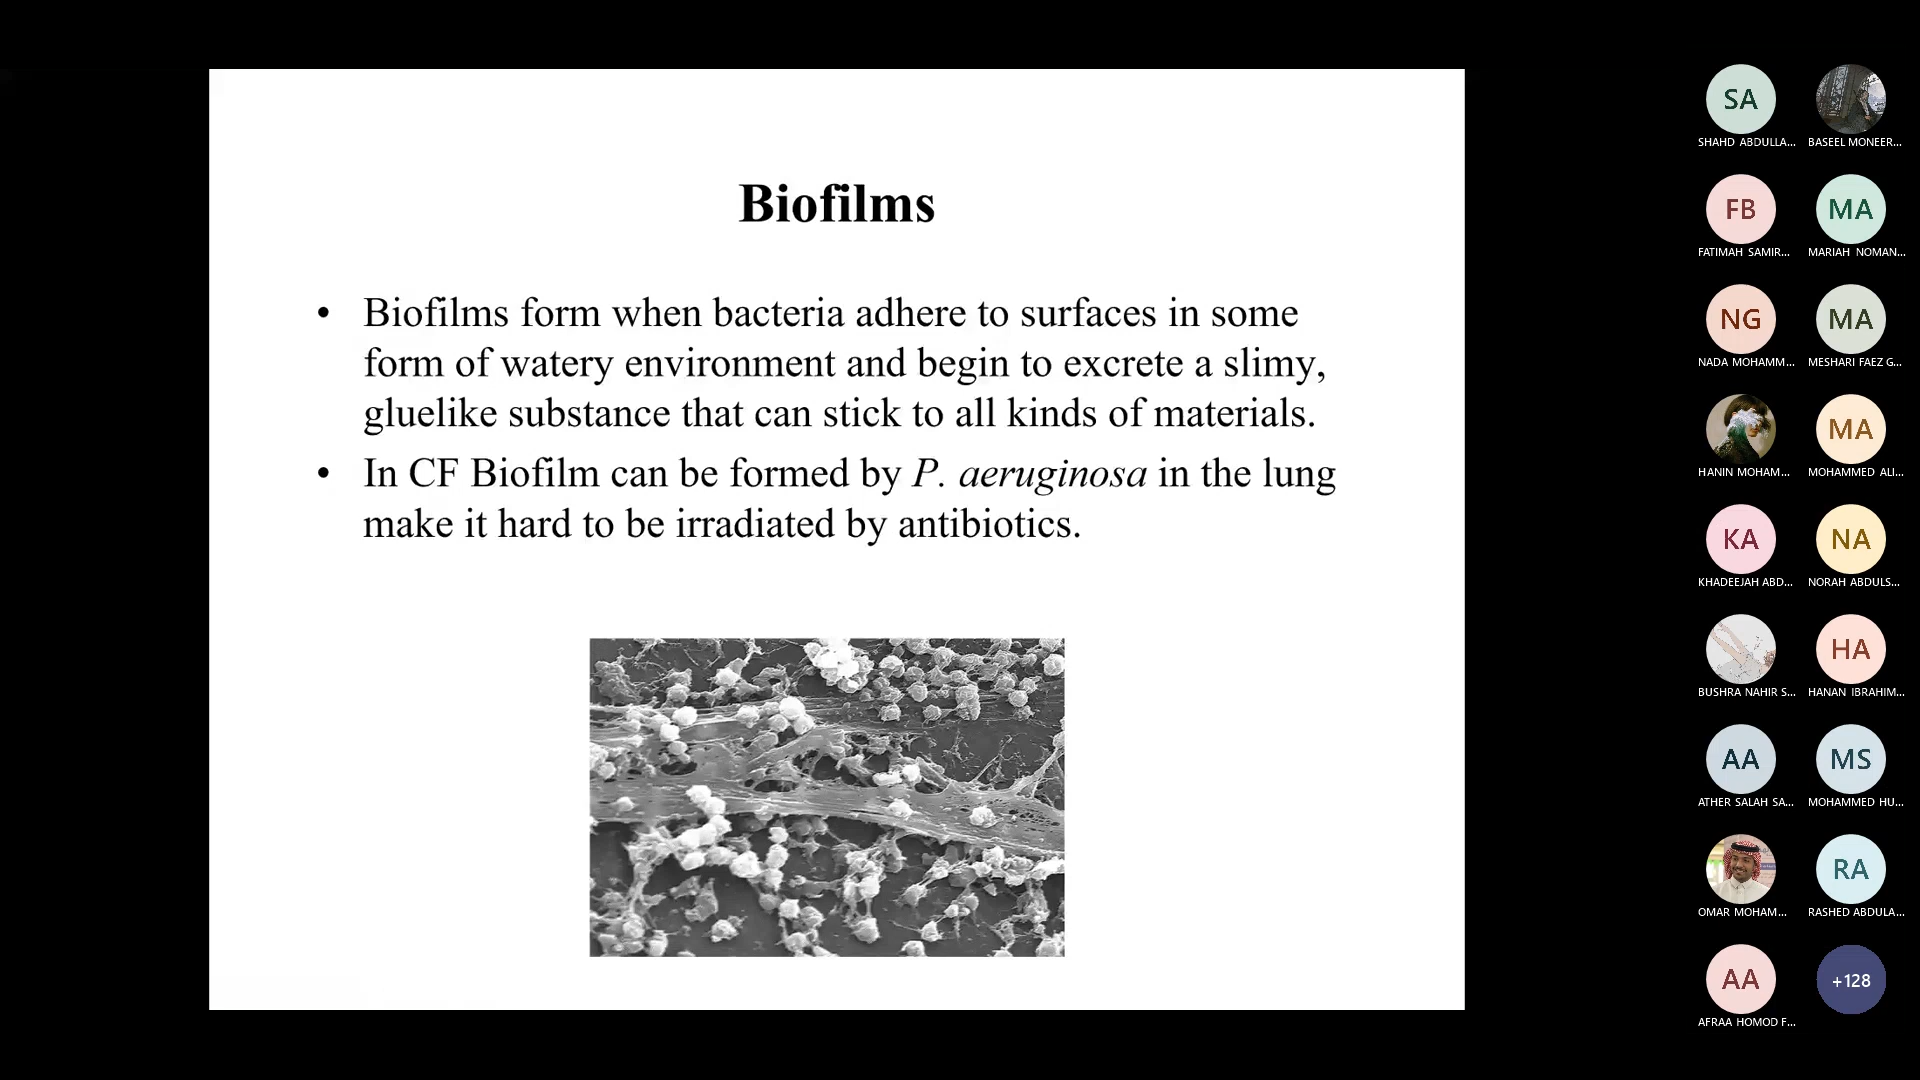 Biofilms
• Biofilms form when bacteria adhere to surfaces in some
form of watery environment and begin to excrete a slimy,
gluelike substance that can stick to all kinds of materials.
• In CF Biofilm can be formed by P. aeruginosa in the lung
make it hard to be irradiated by antibiotics.
SA
SHAHD ABDULLA...
BASEEL MONEER...
FB
FATIMAH SAMIR...
MA
MARIAH NOMAN...
NG
NADA MOHAMM...
MA
MESHARI FAEZ G...
HANIN MOHAM...
MA
MOHAMMED ALI...
KA
KHADEEJAH ABD...
NA
NORAH ABDULS...
BUSHRA NAHIR S...
HA
HANAN IBRAHIM...
AA
ATHER SALAH SA...
MS
MOHAMMED HU...
OMAR MOHAM...
RA
RASHED ABDULA...
AA
AFRAA HOMOD F...
+128